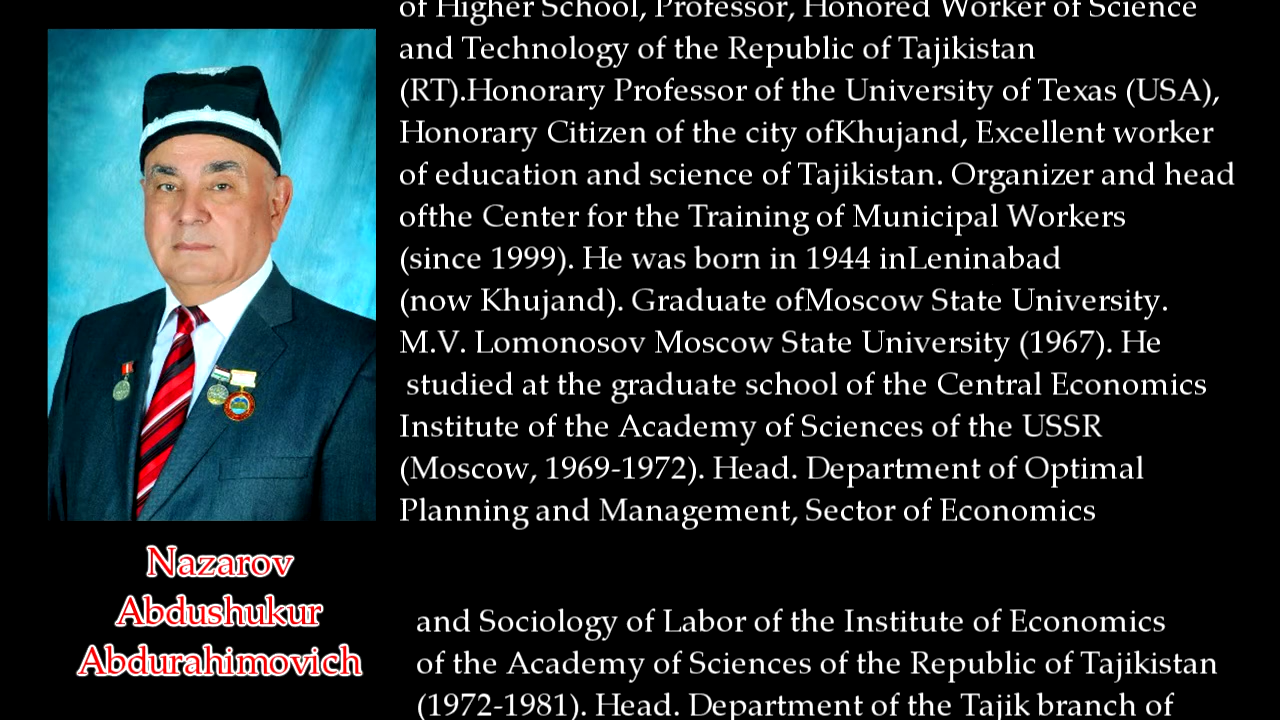 of Higher School, Professor, Honored Worker of Science
and Technology of the Republic of Tajikistan
(RT).Honorary Professor of the University of Texas (USA),
Honorary Citizen of the city ofKhujand, Excellent worker
of education and science of Tajikistan. Organizer and head
ofthe Center for the Training of Municipal Workers
(since 1999). He was born in 1944 inLeninabad
(now Khujand). Graduate ofMoscow State University.
M.V. Lomonosov Moscow State University (1967). He
studied at the graduate school of the Central Economics
Institute of the Academy of Sciences of the USSR
(Moscow, 1969-1972). Head. Department of Optimal
Planning and Management, Sector of Economics
and Sociology of Labor of the Institute of Economics
of the Academy of Sciences of the Republic of Tajikistan
(1972-1981). Head. Department of the Tajik branch of
Nazarov
Abdushukur
Abdurahimovich